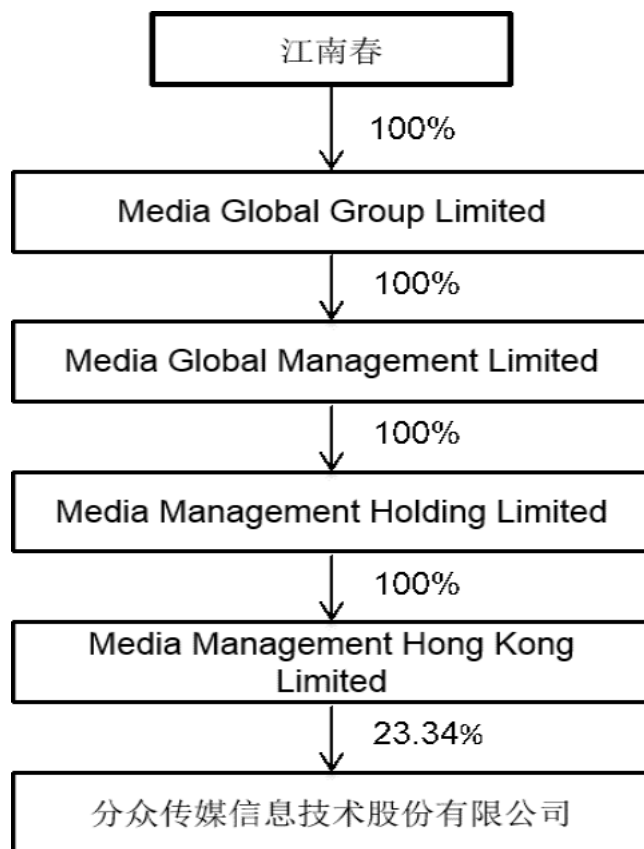 江南春
100%
Media Global Group Limited
100%
Media Global Management Limited
100%
Media Management Holding Limited
100%
Media Management Hong Kong
Limited
23.34%
分众传媒信息技术股份有限公司